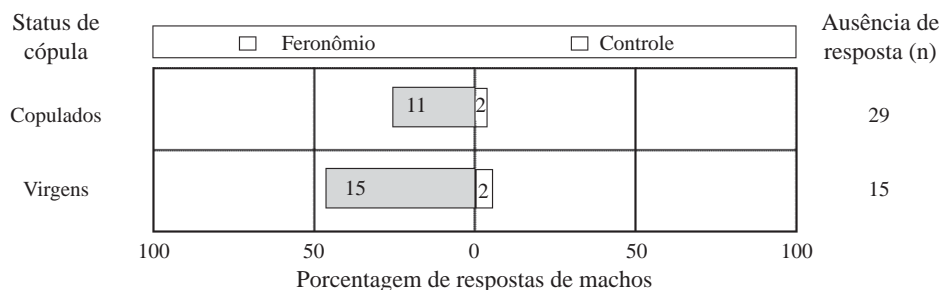 Status de
cópula
Feronômio
Controle
Ausência de
resposta (n)
Copulados
11
2
29
Virgens
15
2
15
100
50
0
50
100
Porcentagem de respostas de machos